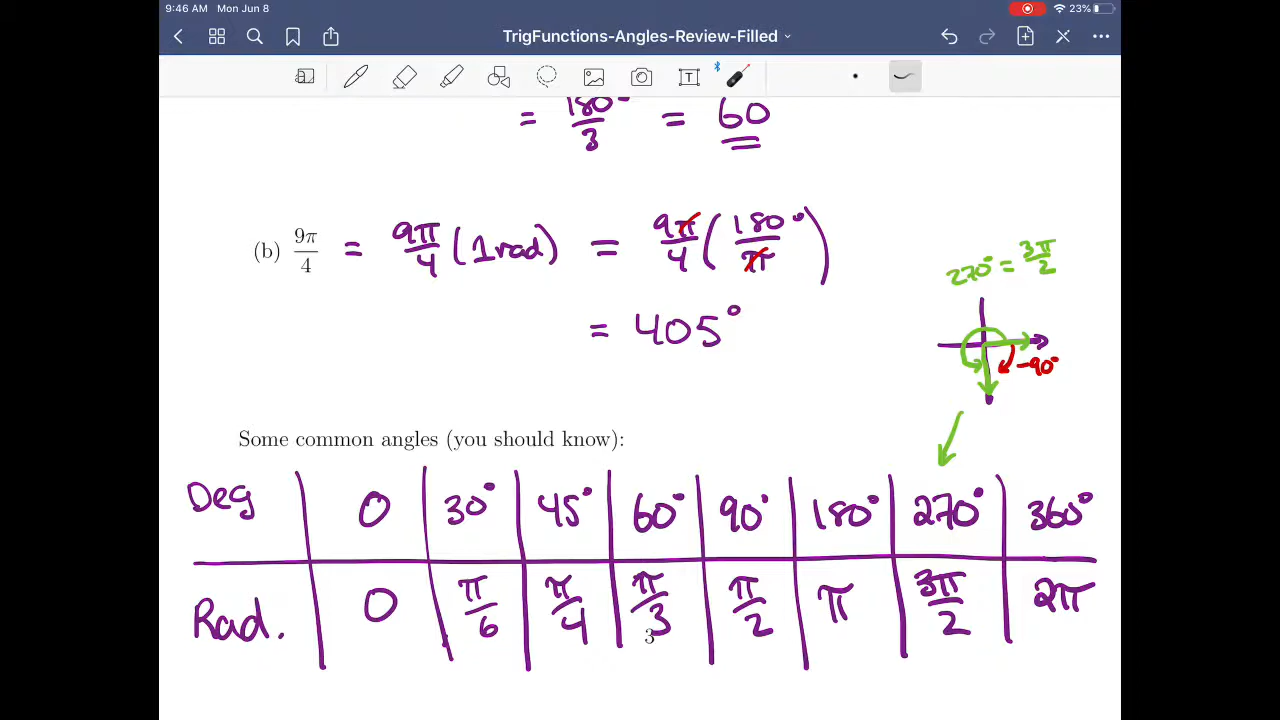 9:46 AM Mon Jun 8 23%
TrigFunctions-Angles-Review-Filled
= 180°/3 = 60
(b) 9π/4 = 9π/4 (1 rad) = 9π/4 (180°/π)
= 405°
270° = 3π/2
-90°
Some common angles (you should know):
Deg 0 30° 45° 60° 90° 180° 270° 360°
Rad. 0 π/6 π/4 π/3 π/2 π 3π/2 2π
3